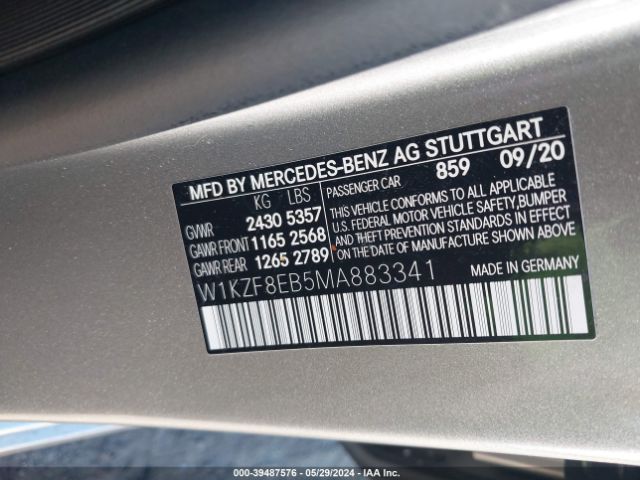 MFD BY MERCEDES-BENZ AG STUTTGART
KG LBS PASSENGER CAR 859 09/20
GVWR 2430 5357
GAWR FRONT 1165 2568
GAWR REAR 1265 2789
THIS VEHICLE CONFORMS TO ALL APPLICABLE
U.S. FEDERAL MOTOR VEHICLE SAFETY, BUMPER
AND THEFT PREVENTION STANDARDS IN EFFECT
ON THE DATE OF MANUFACTURE SHOWN ABOVE
W1KZF8EB5MA883341 MADE IN GERMANY
000-39487576 | 05/29/2024 | IAA Inc.